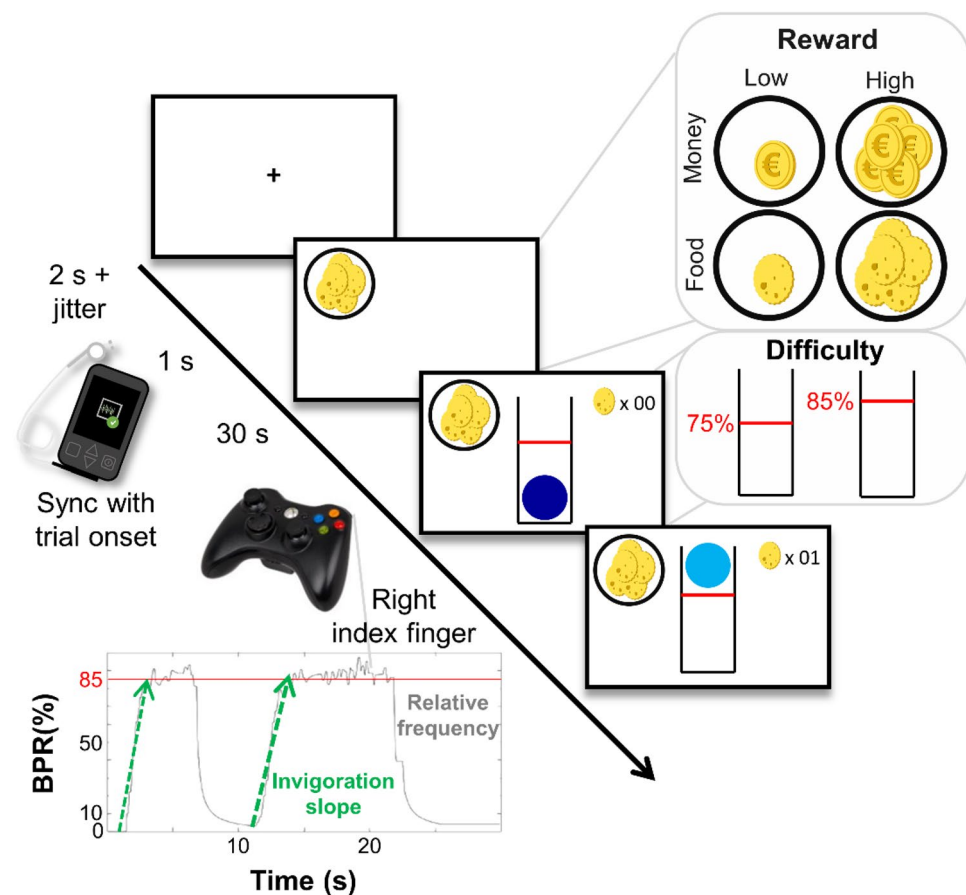 Reward
Low
High
Money
€
€
€
€
€
€
Food
+
2 s +
jitter
1 s
30 s
Sync with
trial onset
x 00
Difficulty
75%
85%
x 01
Right
index finger
BPR(%)
85
50
10
0
Relative
frequency
Invigoration
slope
10
20
Time (s)